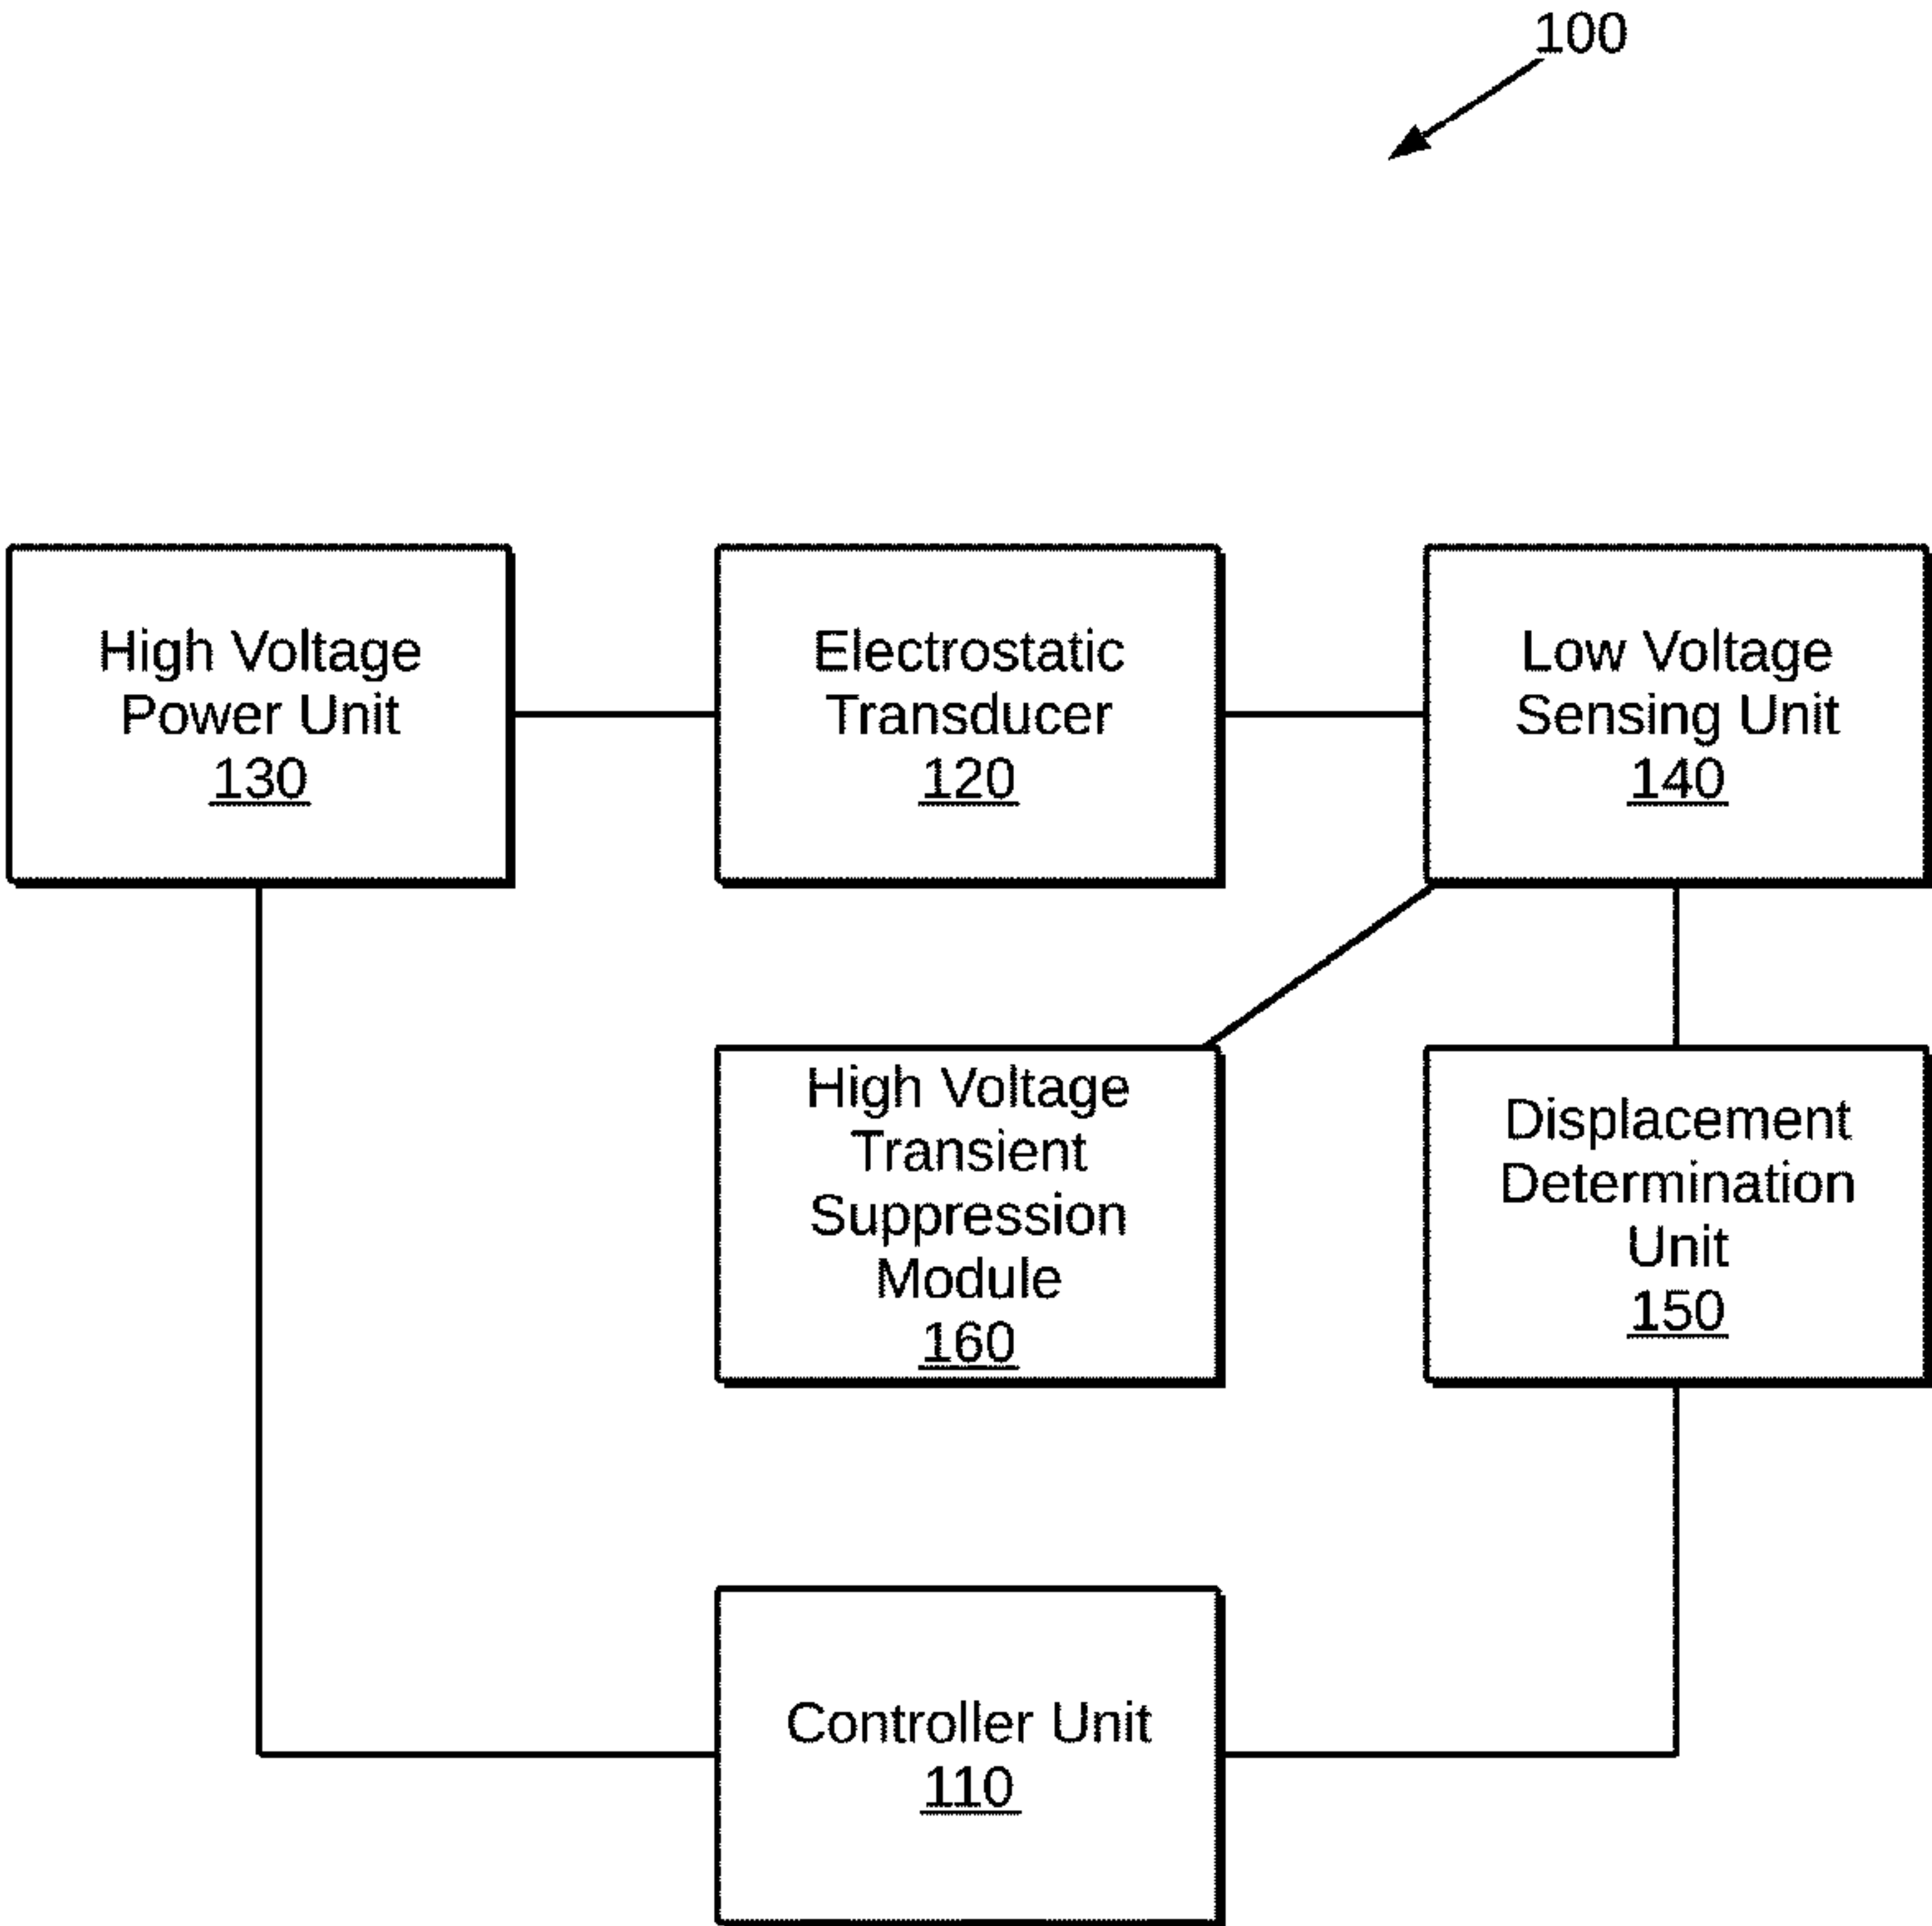 100
High Voltage
Power Unit
130
Electrostatic
Transducer
120
Low Voltage
Sensing Unit
140
High Voltage
Transient
Suppression
Module
160
Displacement
Determination
Unit
150
Controller Unit
110